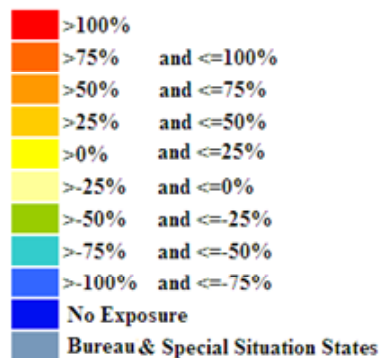 >100%
>75% and <=100%
>50% and <=75%
>25% and <=50%
>0% and <=25%
>-25% and <=0%
>-50% and <=-25%
>-75% and <=-50%
>-100% and <=-75%
No Exposure
Bureau & Special Situation States